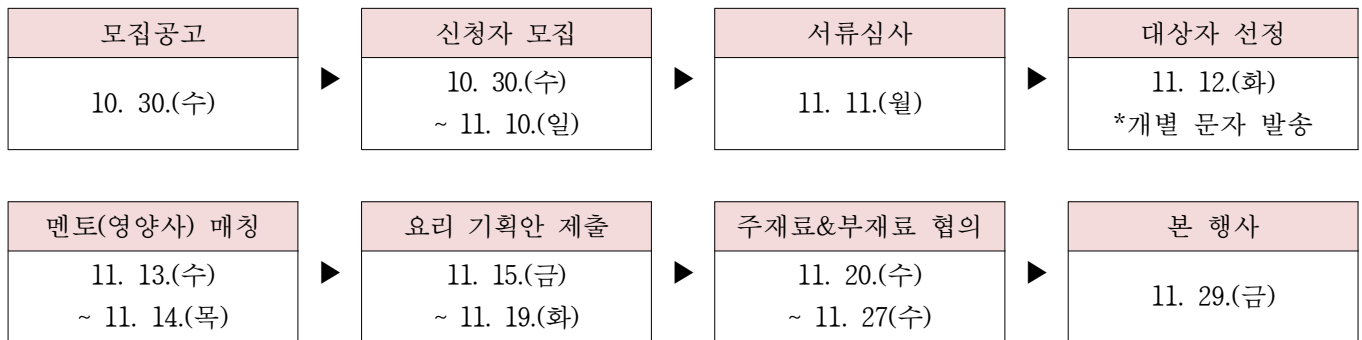 모집공고
10. 30.(수)
▶
신청자 모집
10. 30.(수)
~ 11. 10.(일)
▶
서류심사
11. 11.(월)
▶
대상자 선정
11. 12.(화)
*개별 문자 발송
멘토(영양사) 매칭
11. 13.(수)
~ 11. 14.(목)
▶
요리 기획안 제출
11. 15.(금)
~ 11. 19.(화)
▶
주재료&부재료 협의
11. 20.(수)
~ 11. 27(수)
▶
본 행사
11. 29.(금)